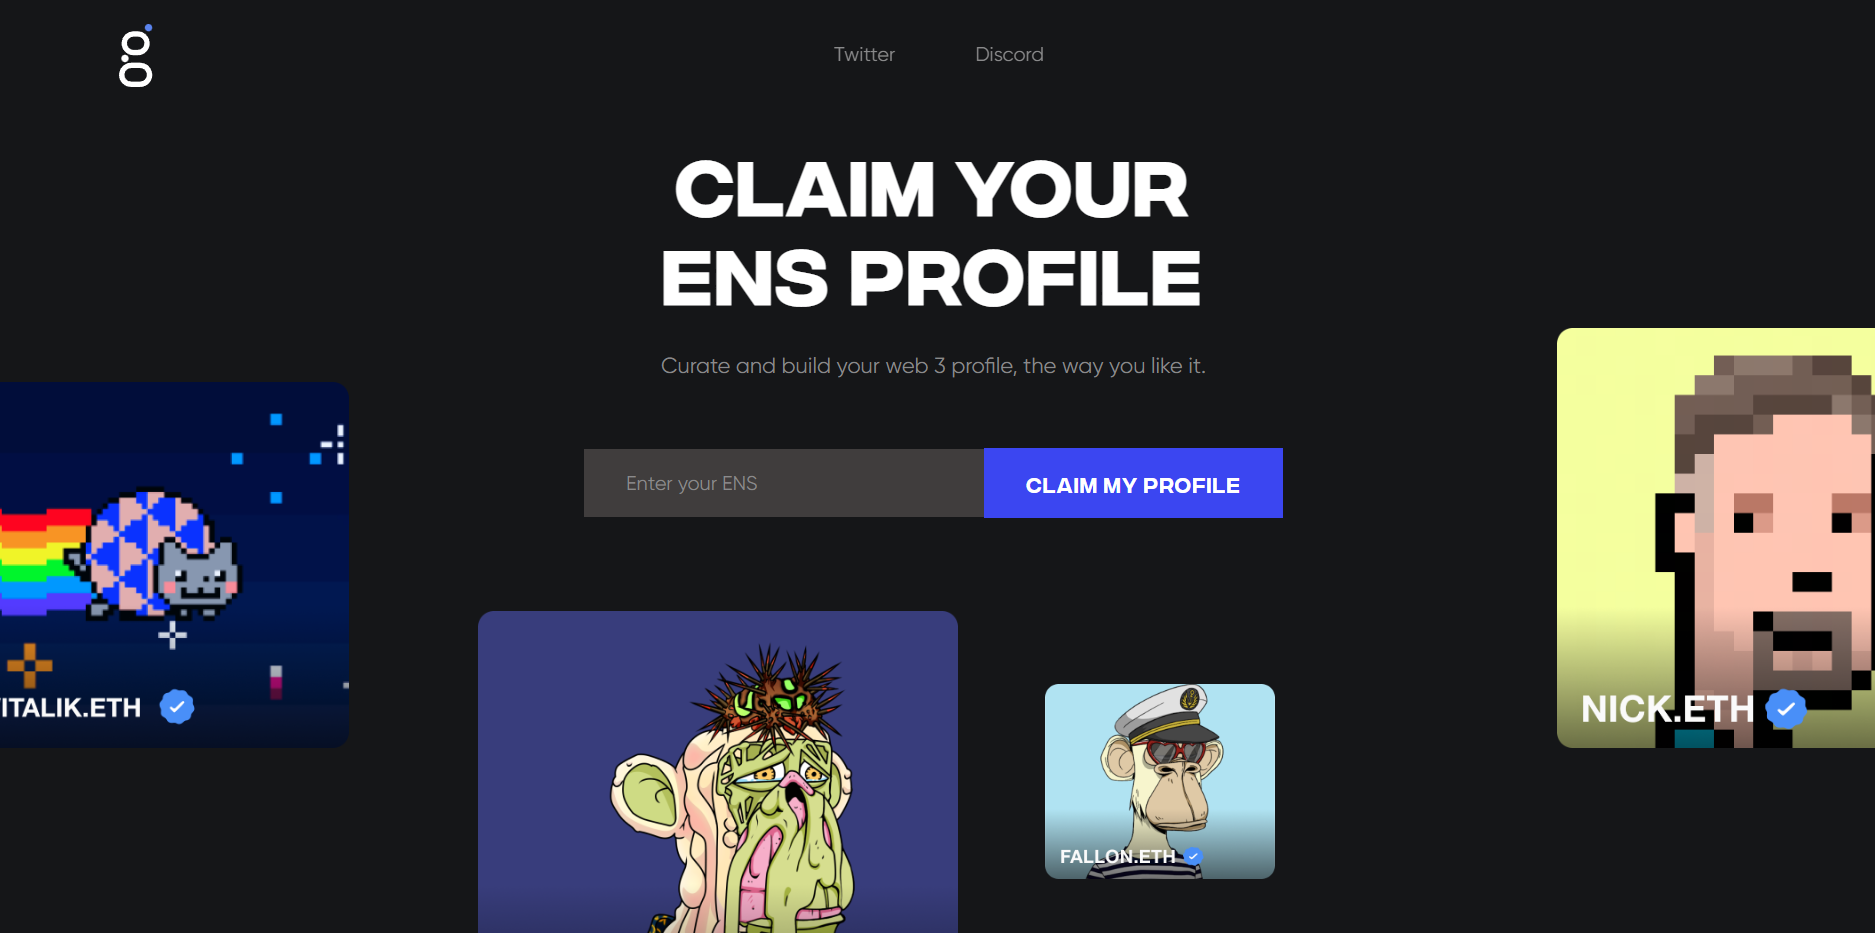 Twitter
Discord
CLAIM YOUR
ENS PROFILE
Curate and build your web 3 profile, the way you like it.
Enter your ENS
CLAIM MY PROFILE
ITALIK.ETH
NICK.ETH
FALLON.ETH